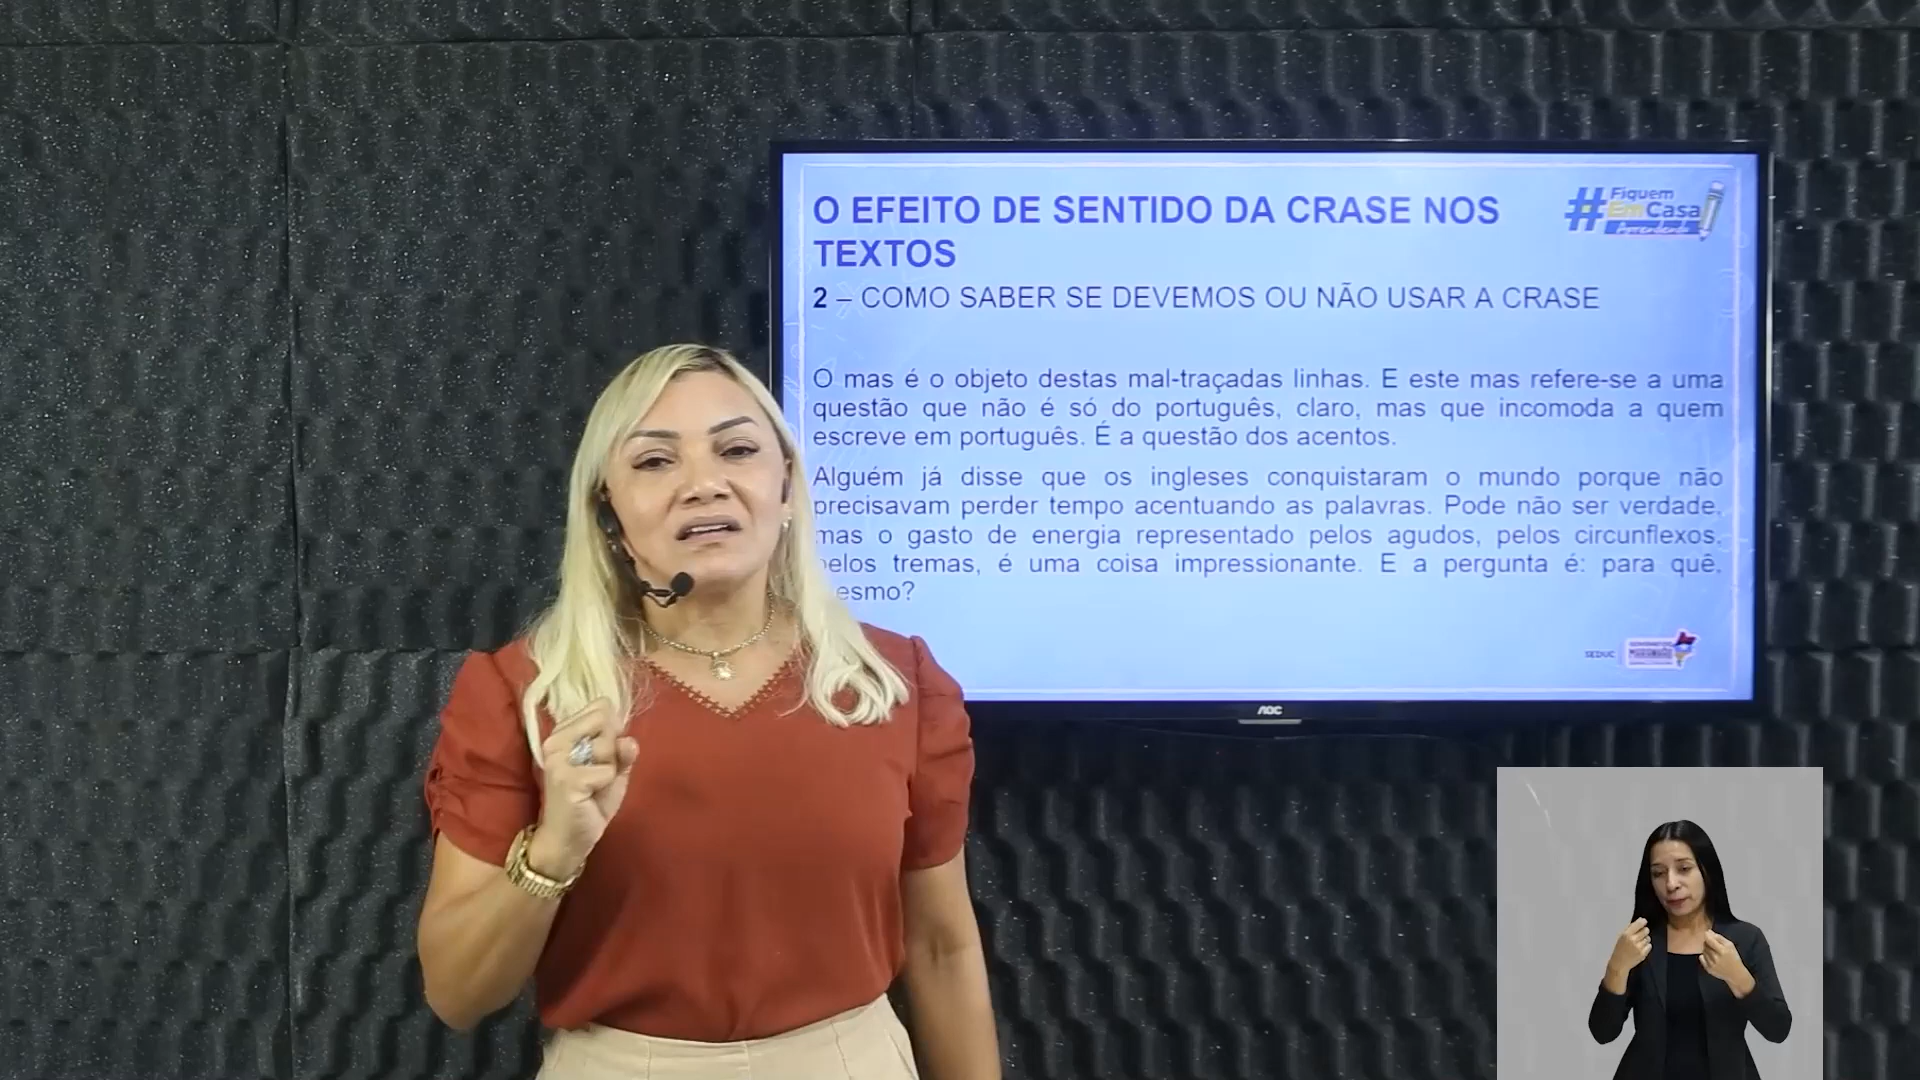 O EFEITO DE SENTIDO DA CRASE NOS
TEXTOS
#Fiquem
Em Casa
Aprendendo
2 – COMO SABER SE DEVEMOS OU NÃO USAR A CRASE
O mas é o objeto destas mal-traçadas linhas. E este mas refere-se a uma
questão que não é só do português, claro, mas que incomoda a quem
escreve em português. É a questão dos acentos.
Alguém já disse que os ingleses conquistaram o mundo porque não
precisavam perder tempo acentuando as palavras. Pode não ser verdade,
mas o gasto de energia representado pelos agudos, pelos circunflexos,
pelos tremas, é uma coisa impressionante. E a pergunta é: para quê,
esmo?
SEDUC
AOC